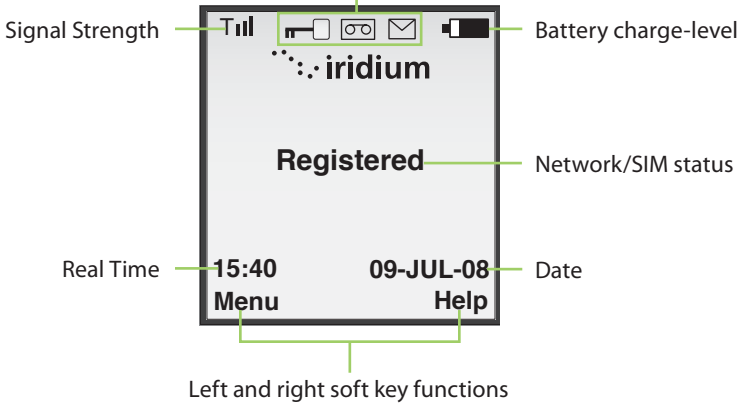 Signal Strength
Battery charge-level
iridium
Registered
Network/SIM status
Real Time
15:40
09-JUL-08
Date
Menu
Help
Left and right soft key functions